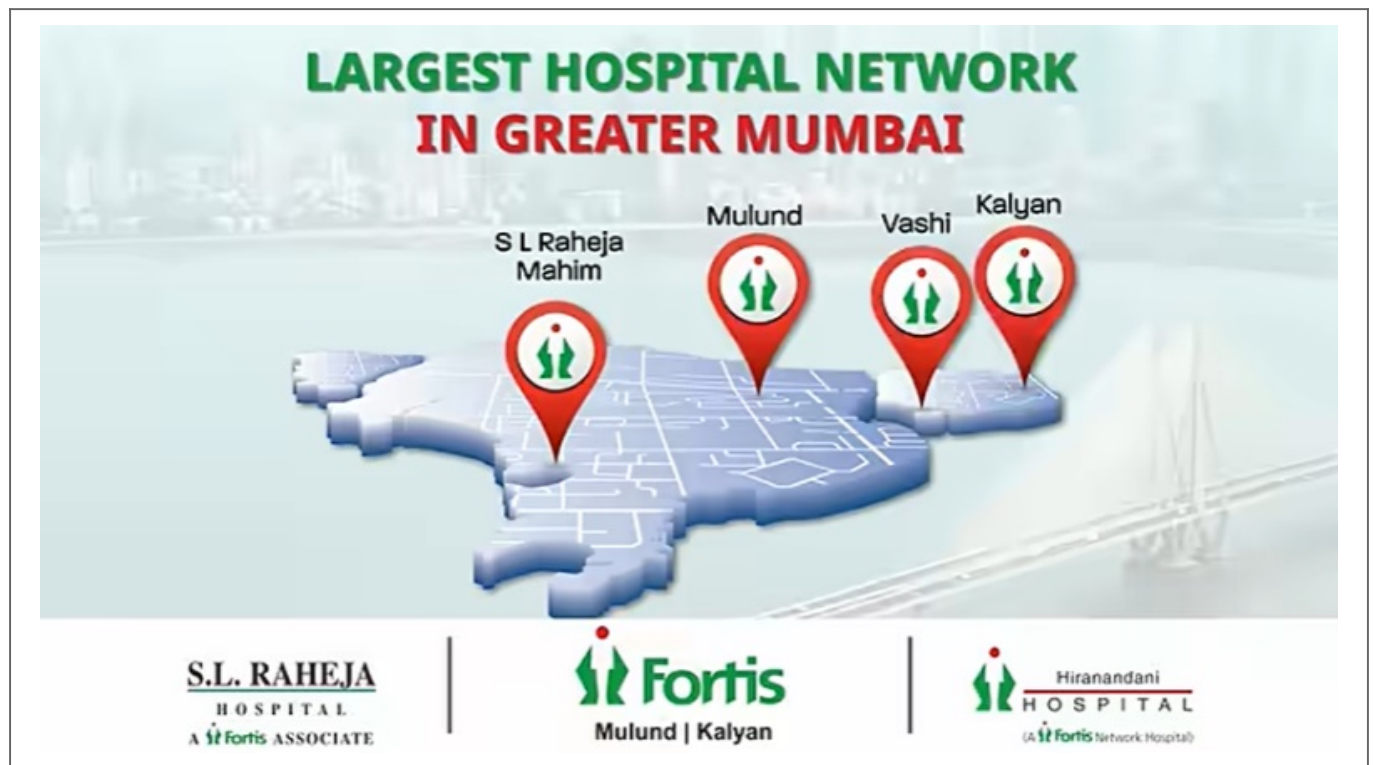 LARGEST HOSPITAL NETWORK
IN GREATER MUMBAI
S L Raheja
Mahim
Mulund
Vashi
Kalyan
S.L. RAHEJA
HOSPITAL
A Fortis ASSOCIATE
Fortis
Mulund | Kalyan
Hiranandani
HOSPITAL
(A Fortis Network Hospital)